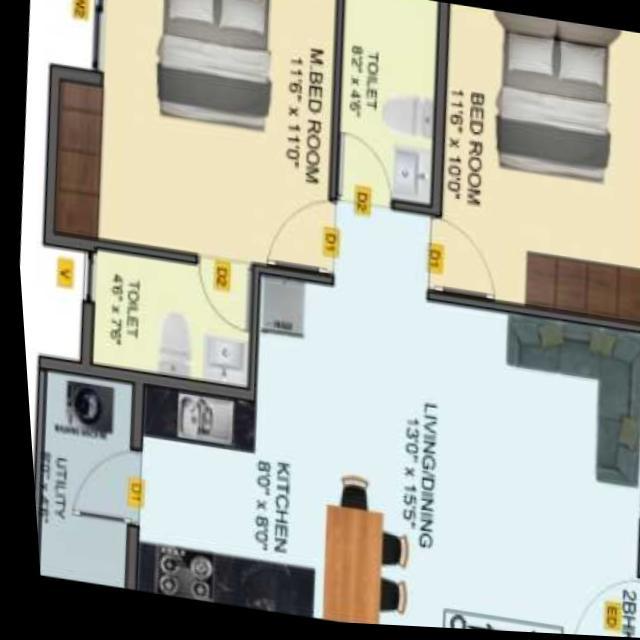 W2
M.BED ROOM
11'6" x 11'0"
TOILET
8'2" x 4'6"
BED ROOM
11'6" x 10'0"
D2
D1
D1
V
D2
TOILET
4'6" x 7'6"
LIVING/DINING
13'0" x 15'5"
KITCHEN
8'0" x 8'0"
UTILITY
D1
ED
2BH